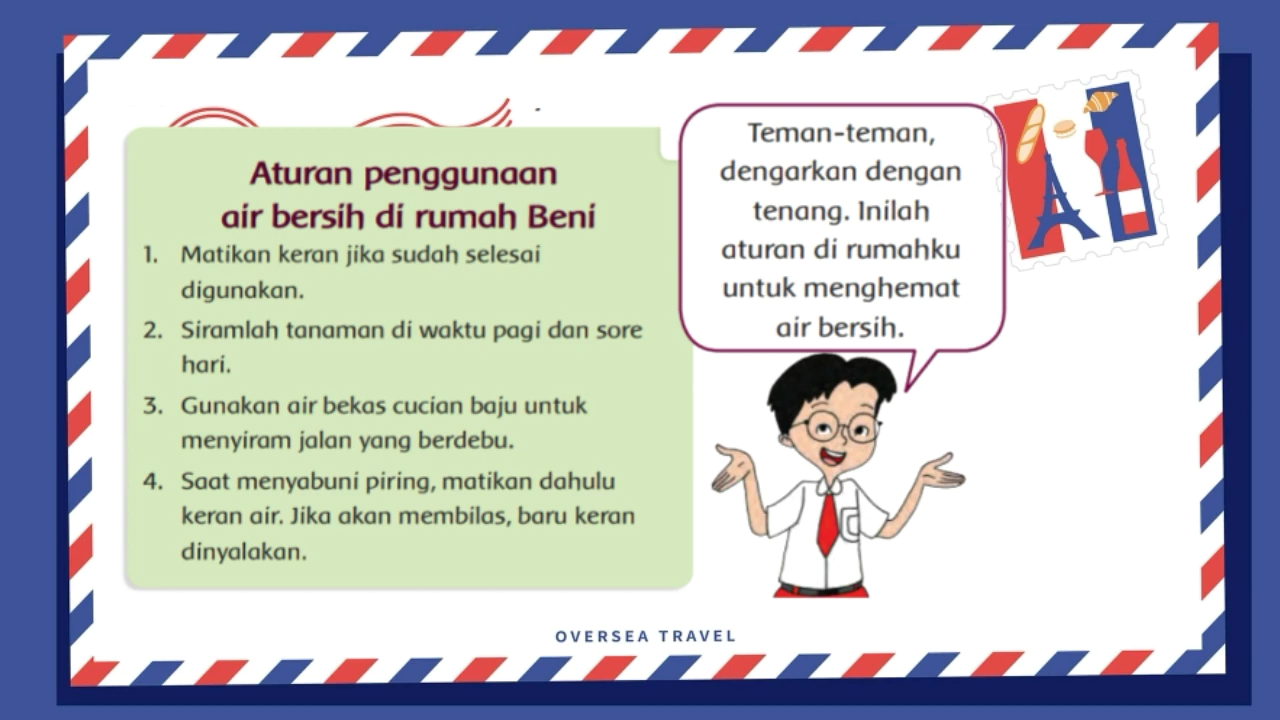 Aturan penggunaan
air bersih di rumah Beni
1. Matikan keran jika sudah selesai
digunakan.
2. Siramlah tanaman di waktu pagi dan sore
hari.
3. Gunakan air bekas cucian baju untuk
menyiram jalan yang berdebu.
4. Saat menyabuni piring, matikan dahulu
keran air. Jika akan membilas, baru keran
dinyalakan.
Teman-teman,
dengarkan dengan
tenang. Inilah
aturan di rumahku
untuk menghemat
air bersih.
OVERSEA TRAVEL